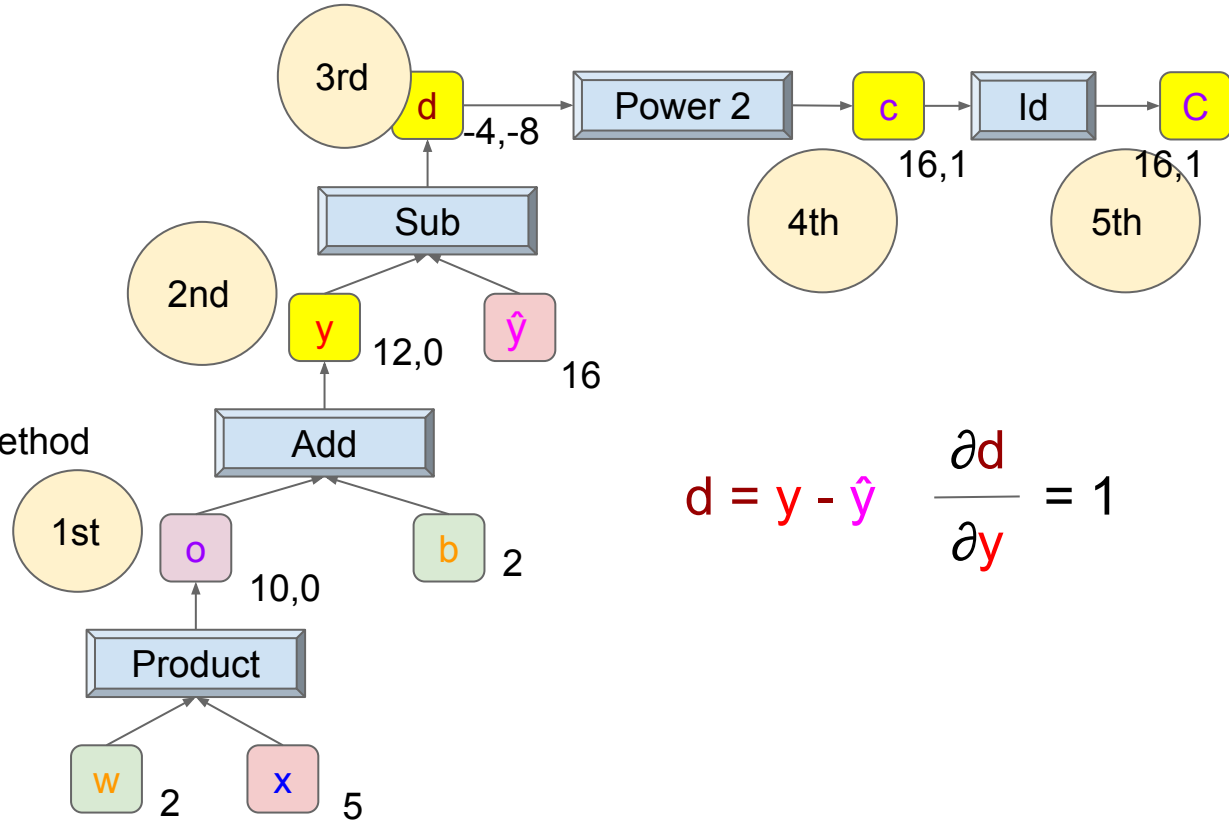 3rd
d
-4,-8
Power 2
c
16,1
Id
C
16,1
Sub
4th
5th
2nd
y
12,0
ŷ
16
ethod
Add
1st
o
10,0
b
2
d = y - ŷ ∂d/∂y = 1
Product
w
2
x
5